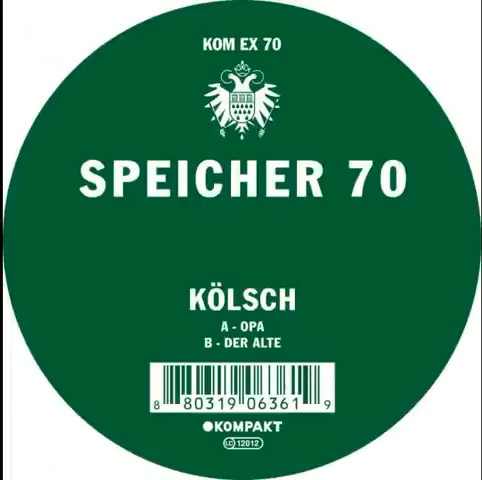 KOM EX 70
SPEICHER 70
KÖLSCH
A - OPA
B - DER ALTE
8 80319 06361 9
KOMPAKT
LC 12012